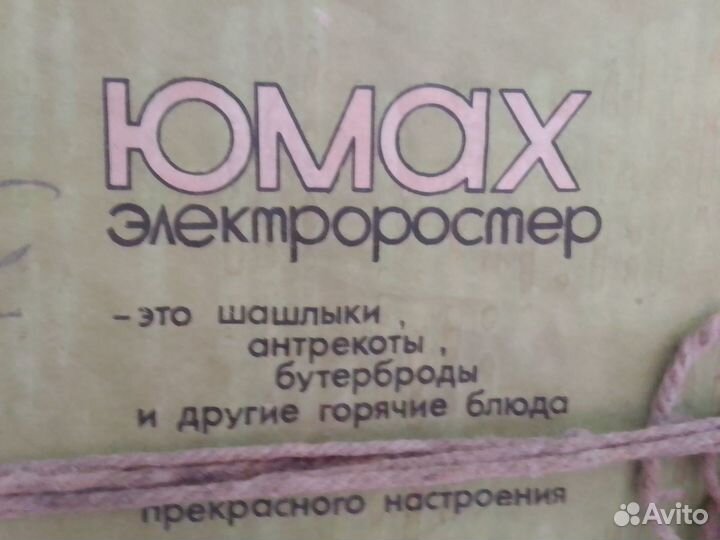 Юмах
электроростер
– это шашлыки,
антрекоты,
бутерброды
и другие горячие блюда
прекрасного настроения
Avito